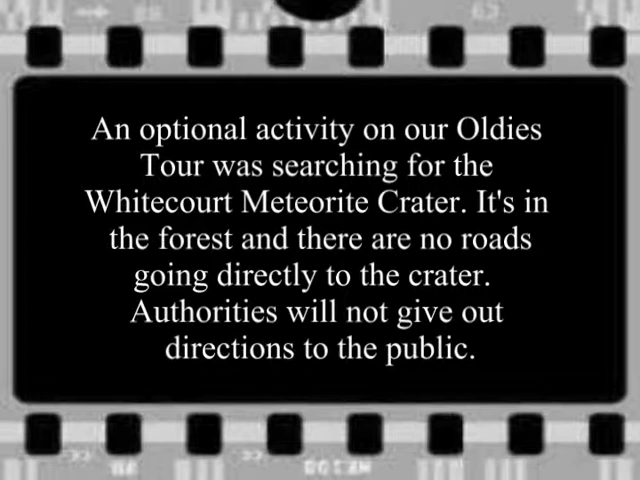 An optional activity on our Oldies
Tour was searching for the
Whitecourt Meteorite Crater. It's in
the forest and there are no roads
going directly to the crater.
Authorities will not give out
directions to the public.